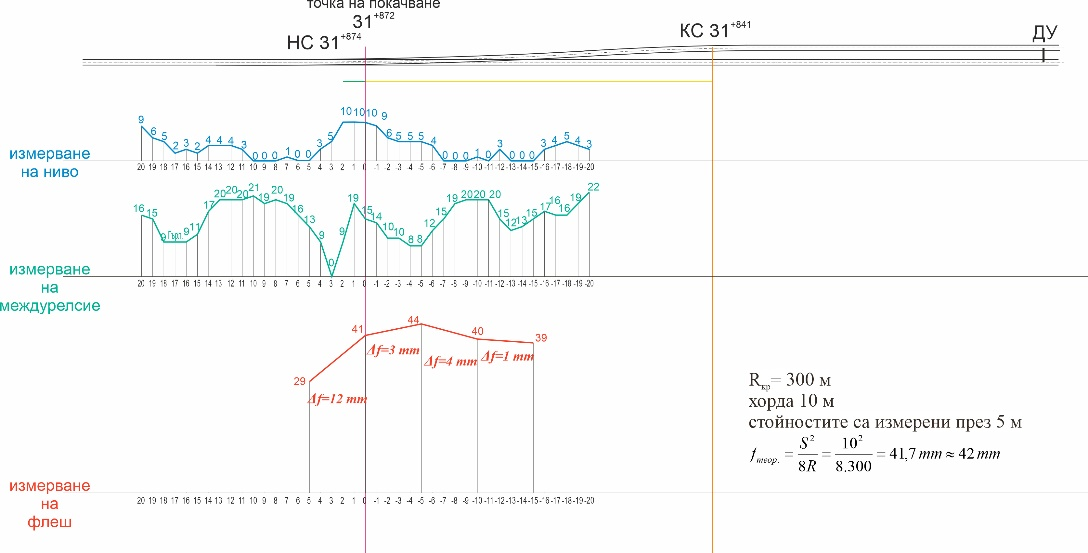 точка на покачване
31+872
НС 31+874
КС 31+841
ДУ
I
9 6 5 2 3 2 4 4 4 3 0 0 0 1 0 0 3 5 10 10 10 9 6 5 5 5 4 0 0 0 1 0 3 0 0 0 3 4 5 4 3
измерване
на ниво
20 19 18 17 16 15 14 13 12 11 10 9 8 7 6 5 4 3 2 1 0 -1 -2 -3 -4 -5 -6 -7 -8 -9 -10 -11 -12 -13 -14 -15 -16 -17 -18 -19 -20
16 15 9 Гърл. 9 11 17 20 20 20 21 19 20 19 16 13 9 0 9 19 15 14 10 10 8 8 12 15 19 20 20 20 15 12 13 15 17 16 16 19 22
измерване
на
междурелсие
20 19 18 17 16 15 14 13 12 11 10 9 8 7 6 5 4 3 2 1 0 -1 -2 -3 -4 -5 -6 -7 -8 -9 -10 -11 -12 -13 -14 -15 -16 -17 -18 -19 -20
29 41 44 40 39
Δf=12 mm Δf=3 mm Δf=4 mm Δf=1 mm
Rкр= 300 м
хорда 10 м
стойностите са измерени през 5 м
fтеор. = S²/8R = 10²/8.300 = 41,7 mm ≈ 42 mm
измерване
на
флеш
20 19 18 17 16 15 14 13 12 11 10 9 8 7 6 5 4 3 2 1 0 -1 -2 -3 -4 -5 -6 -7 -8 -9 -10 -11 -12 -13 -14 -15 -16 -17 -18 -19 -20